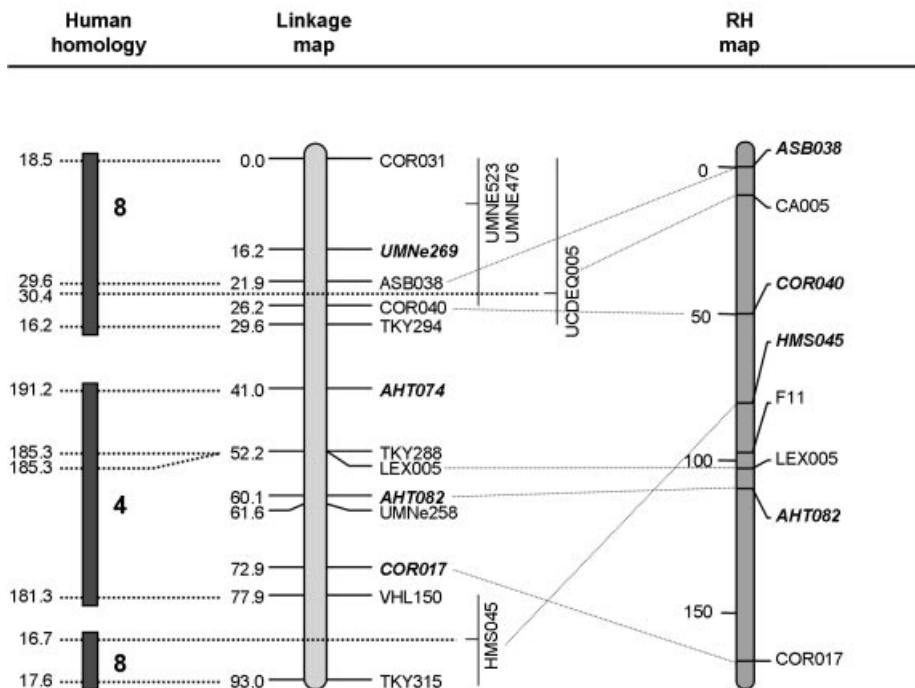 Human homology
Linkage map
RH map
18.5
29.6
30.4
16.2
191.2
185.3
185.3
181.3
16.7
17.6
8
4
8
0.0 COR031
16.2 UMNe269
21.9 ASB038
26.2 COR040
29.6 TKY294
41.0 AHT074
52.2 TKY288
LEX005
60.1 AHT082
61.6 UMNe258
72.9 COR017
77.9 VHL150
93.0 TKY315
UMNE523
UMNE476
UCDEQ005
HMS045
0 ASB038
CA005
50 COR040
HMS045
F11
100 LEX005
AHT082
150
COR017